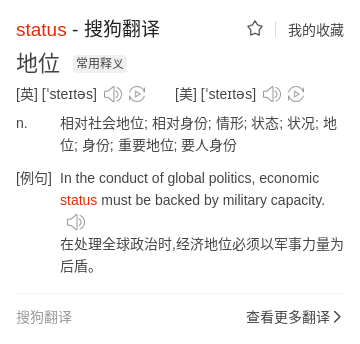 status - 搜狗翻译 我的收藏
地位 常用释义
[英] ['steɪtəs] [美] ['steɪtəs]
n. 相对社会地位; 相对身份; 情形; 状态; 状况; 地
位; 身份; 重要地位; 要人身份
[例句] In the conduct of global politics, economic
status must be backed by military capacity.
在处理全球政治时,经济地位必须以军事力量为
后盾。
搜狗翻译 查看更多翻译